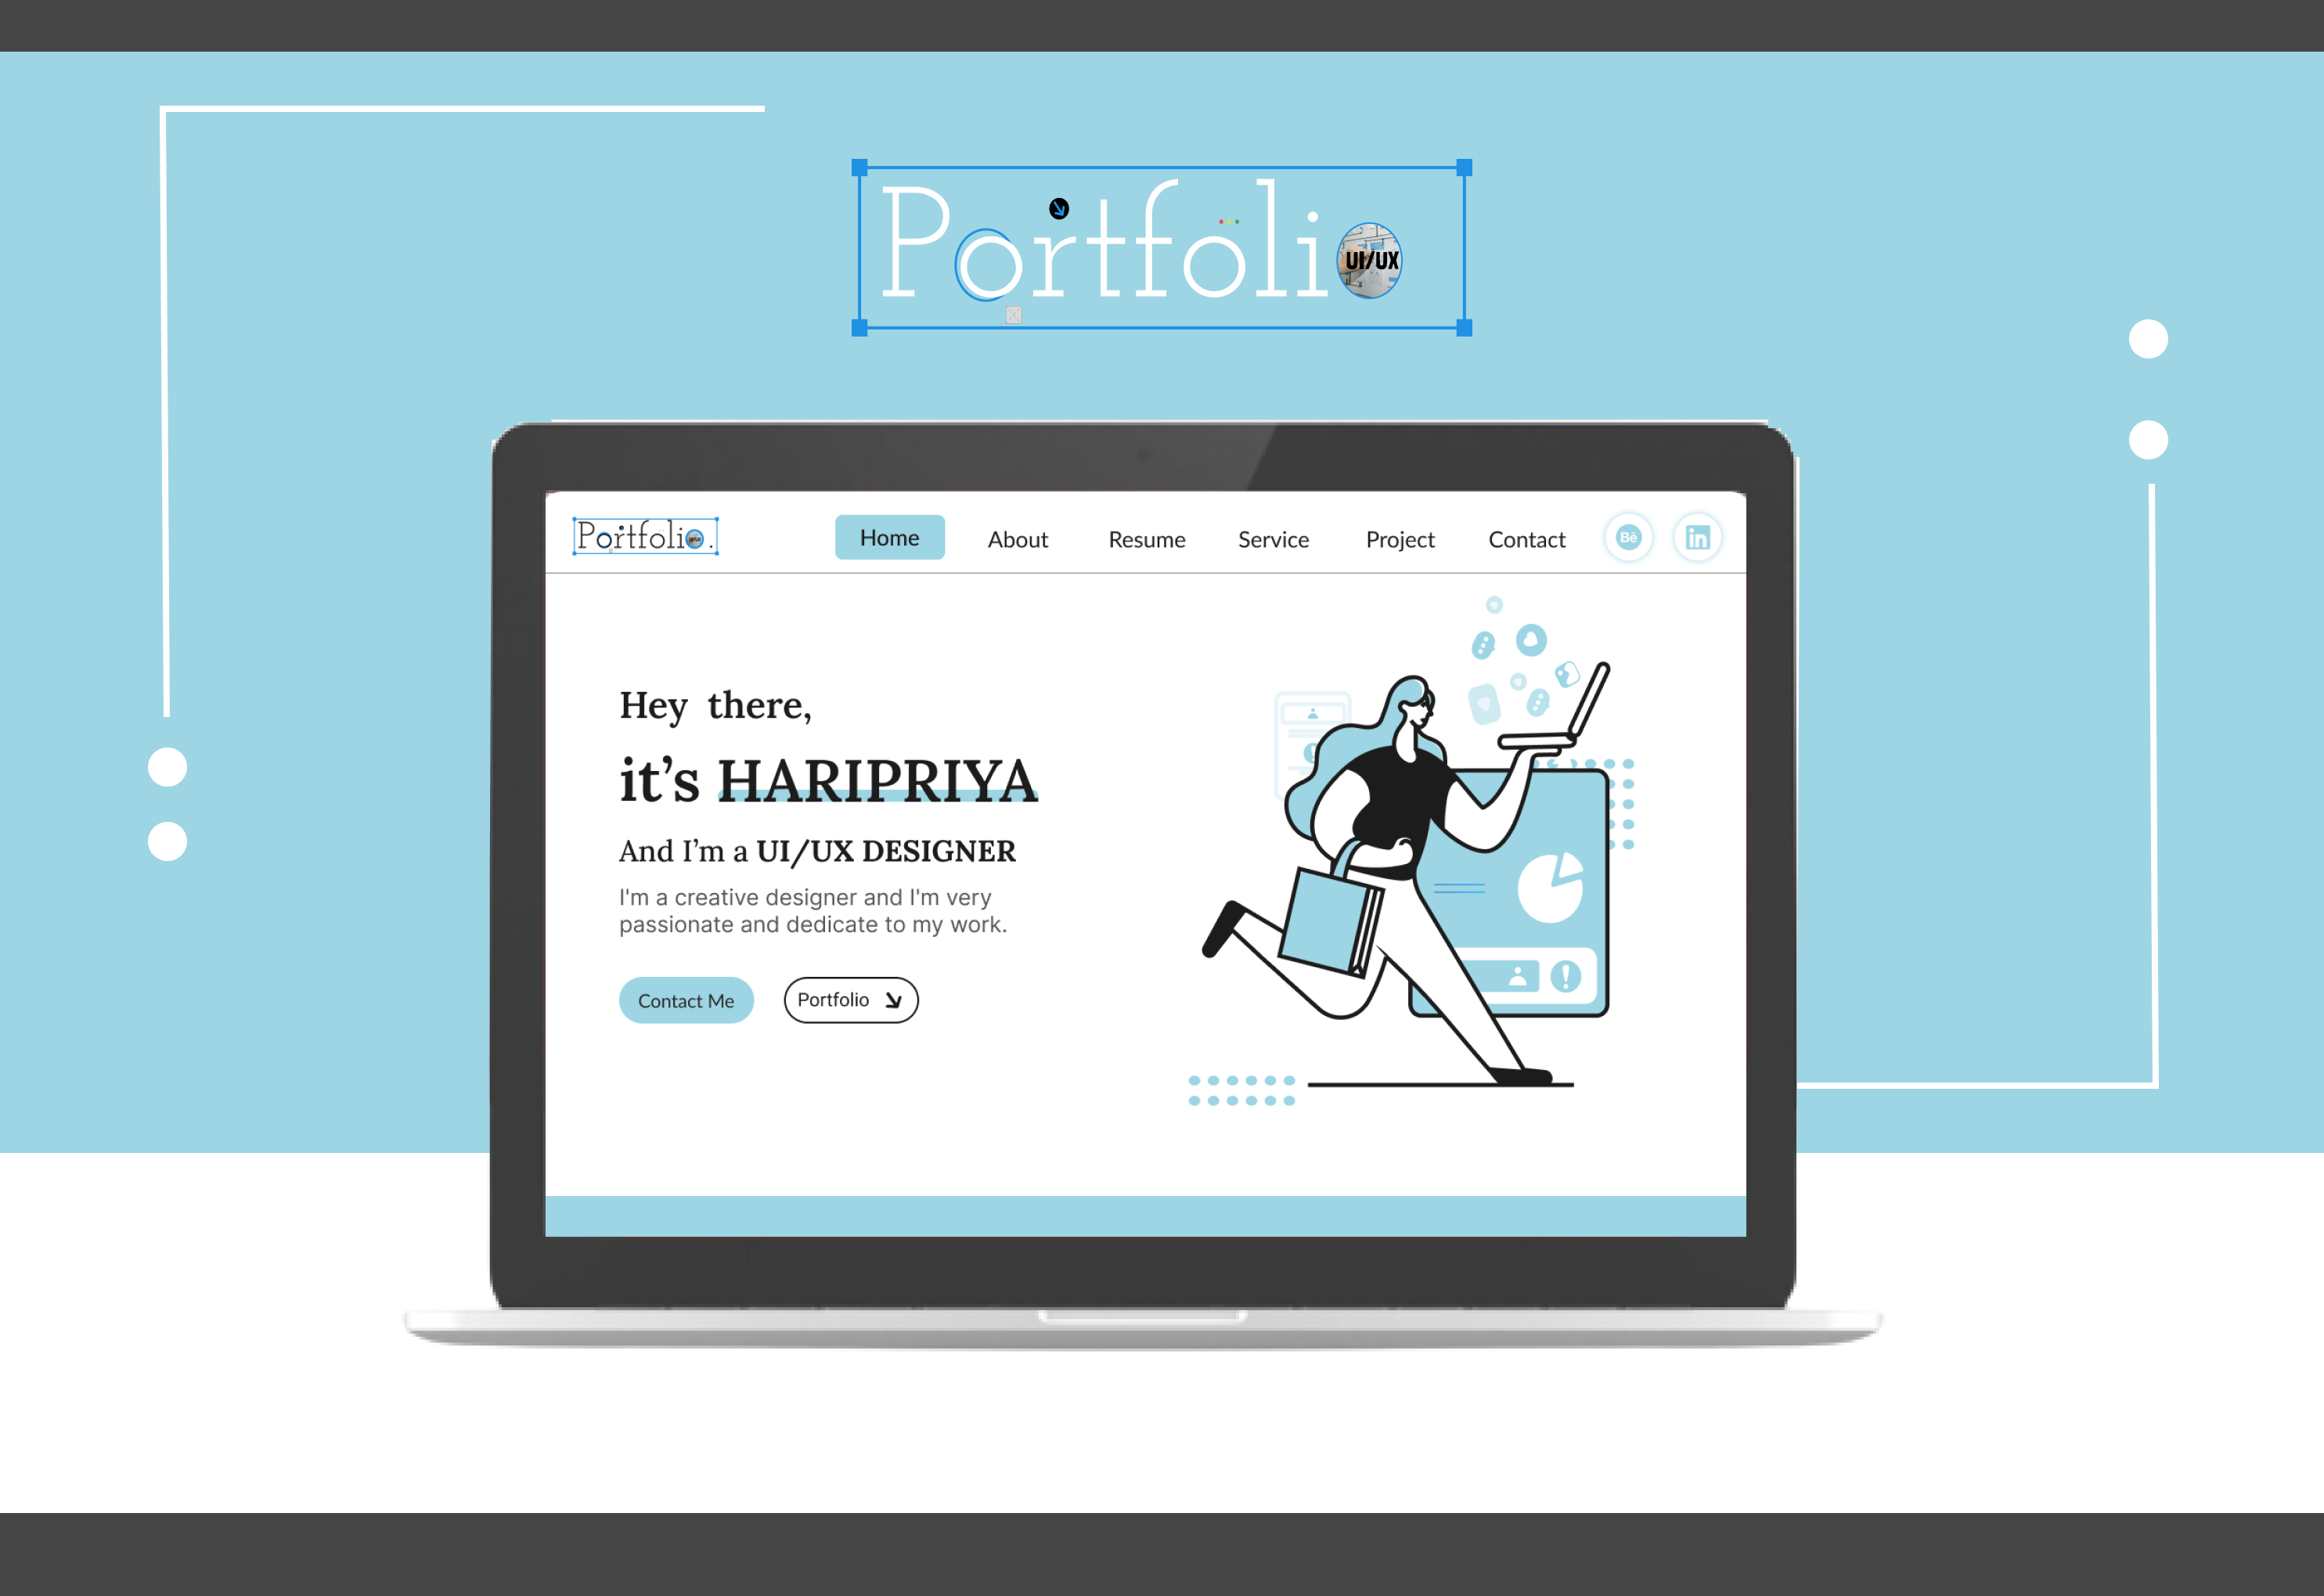 Portfolio
UI/UX
Portfolio.
Home About Resume Service Project Contact Bē in
Hey there,
it's HARIPRIYA
And I'm a UI/UX DESIGNER
I'm a creative designer and I'm very
passionate and dedicate to my work.
Contact Me Portfolio